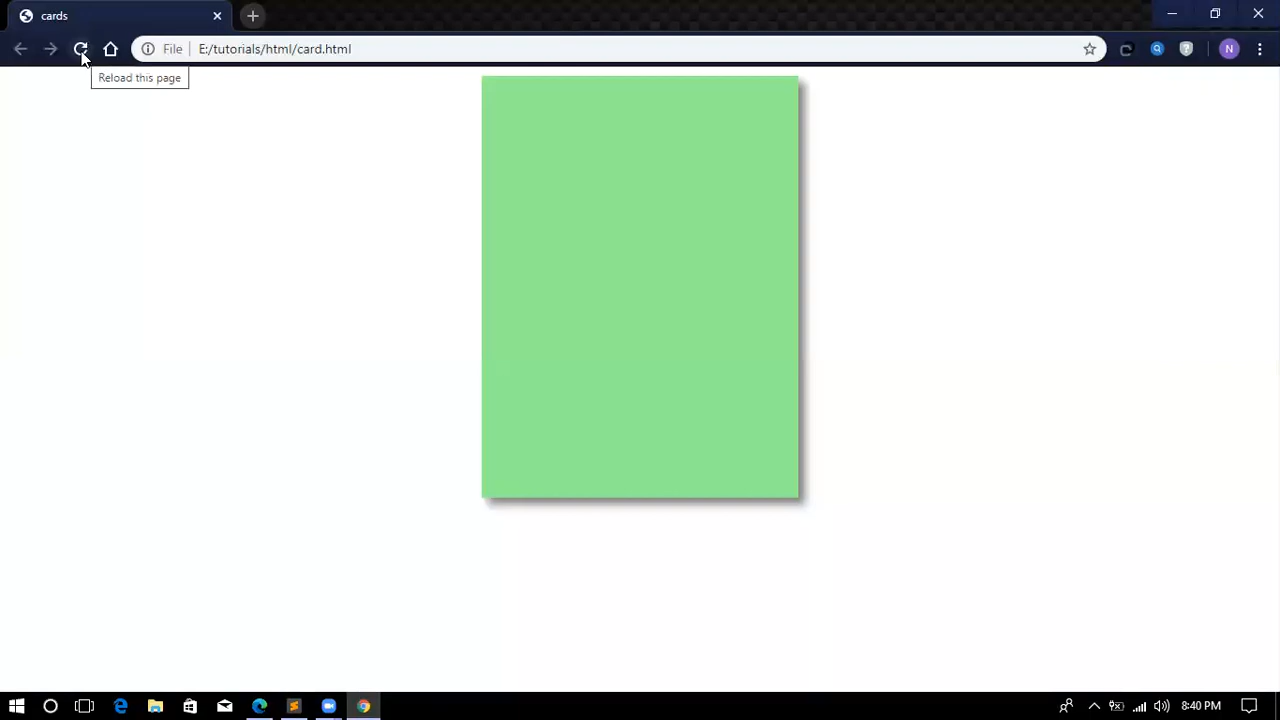 cards
File
E:/tutorials/html/card.html
N
Reload this page
8:40 PM